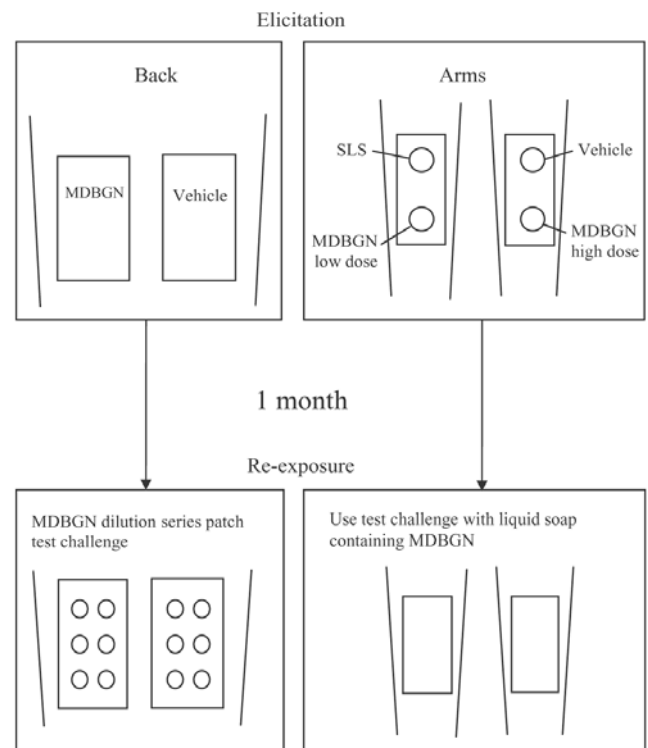 Elicitation
Back
MDBGN
Vehicle
Arms
SLS
Vehicle
MDBGN
low dose
MDBGN
high dose
1 month
Re-exposure
MDBGN dilution series patch
test challenge
Use test challenge with liquid soap
containing MDBGN